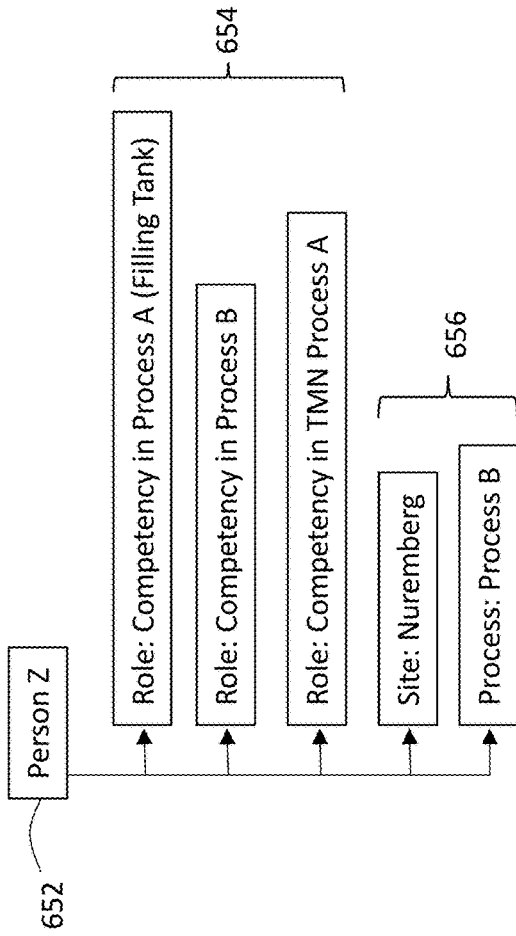 Person Z
652
Role: Competency in Process A (Filling Tank)
Role: Competency in Process B
Role: Competency in TMN Process A
654
Site: Nuremberg
Process: Process B
656